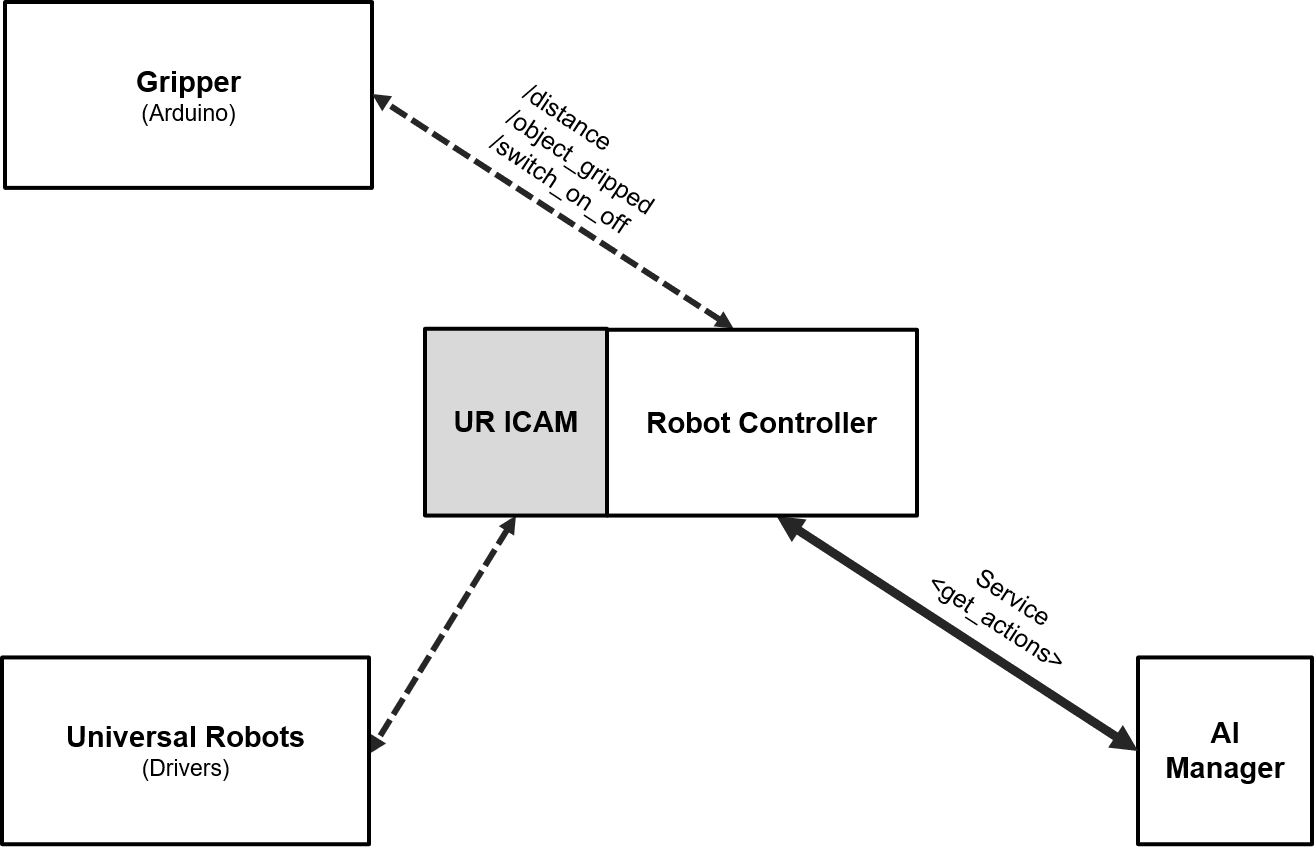 Gripper
(Arduino)
/distance
/object_gripped
/switch_on_off
UR ICAM
Robot Controller
Service
<get_actions>
Universal Robots
(Drivers)
AI
Manager